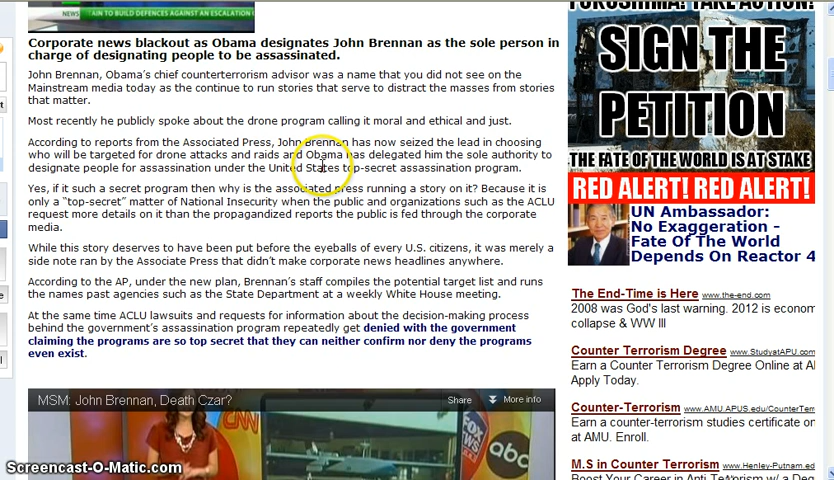 NEWS
AIN TO BUILD DEFENCES AGAINST AN ESCALATION O
Corporate news blackout as Obama designates John Brennan as the sole person in
charge of designating people to be assassinated.
John Brennan, Obama's chief counterterrorism advisor was a name that you did not see on the
Mainstream media today as the continue to run stories that serve to distract the masses from stories
that matter.
Most recently he publicly spoke about the drone program calling it moral and ethical and just.
According to reports from the Associated Press, John Brennan has now seized the lead in choosing
who will be targeted for drone attacks and raids and Obama has delegated him the sole authority to
designate people for assassination under the United States top-secret assassination program.
Yes, if it such a secret program then why is the associated press running a story on it? Because it is
only a "top-secret" matter of National Insecurity when the public and organizations such as the ACLU
request more details on it than the propagandized reports the public is fed through the corporate
media.
While this story deserves to have been put before the eyeballs of every U.S. citizens, it was merely a
side note ran by the Associate Press that didn't make corporate news headlines anywhere.
According to the AP, under the new plan, Brennan's staff compiles the potential target list and runs
the names past agencies such as the State Department at a weekly White House meeting.
At the same time ACLU lawsuits and requests for information about the decision-making process
behind the government's assassination program repeatedly get denied with the government
claiming the programs are so top secret that they can neither confirm nor deny the programs
even exist.
MSM: John Brennan, Death Czar?
Share
More info
CNN
FOX NEWS
abc
Screencast-O-Matic.com
FUKUSHIMA! TAKE ACTION!
SIGN THE
PETITION
THE FATE OF THE WORLD IS AT STAKE
RED ALERT! RED ALERT!
UN Ambassador:
No Exaggeration -
Fate Of The World
Depends On Reactor 4
The End-Time is Here www.the-end.com
2008 was God's last warning. 2012 is econom
collapse & WW III
Counter Terrorism Degree www.StudyatAPU.com
Earn a Counter Terrorism Degree Online at AP
Apply Today.
Counter-Terrorism www.AMU.APUS.edu/CounterTerr
Earn a counter-terrorism studies certificate on
at AMU. Enroll.
M.S in Counter Terrorism www.Henley-Putnam.ed
Boost Your Career in Anti Terrorism w/ a Deg